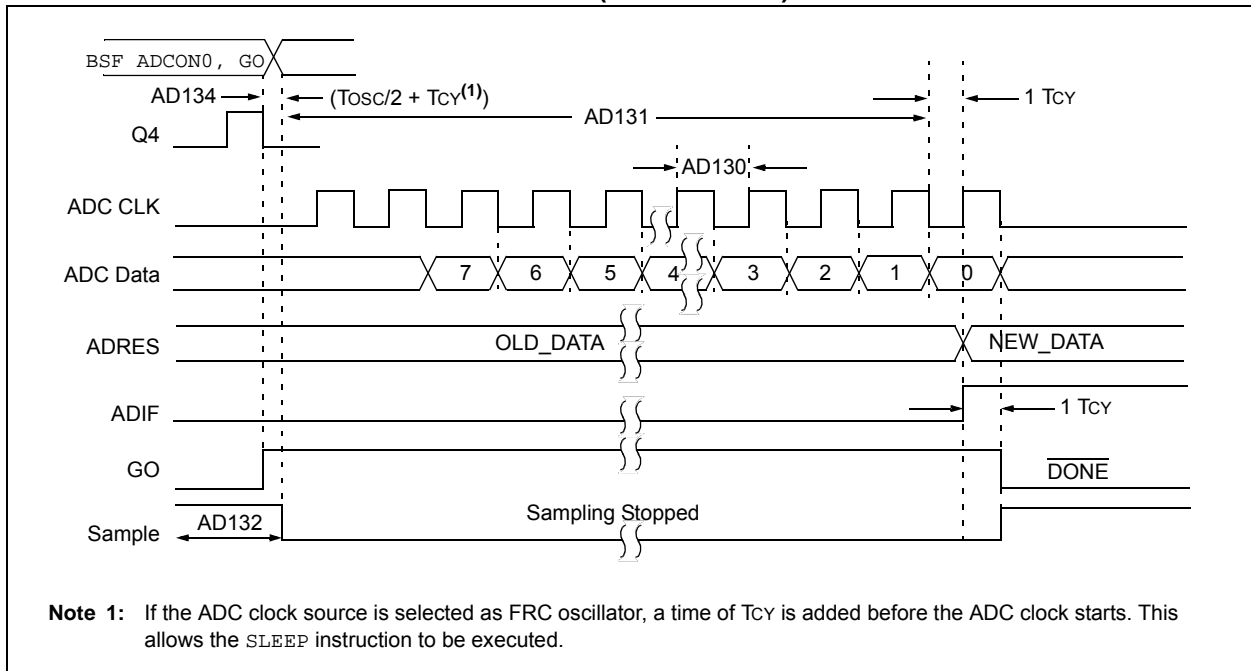 BSF ADCON0, GO
AD134 (TOSC/2 + TCY(1)) 1 TCY
AD131
Q4
AD130
ADC CLK
ADC Data 7 6 5 4 3 2 1 0
ADRES OLD_DATA NEW_DATA
ADIF 1 TCY
GO DONE
Sample AD132 Sampling Stopped
Note 1: If the ADC clock source is selected as FRC oscillator, a time of TCY is added before the ADC clock starts. This
allows the SLEEP instruction to be executed.